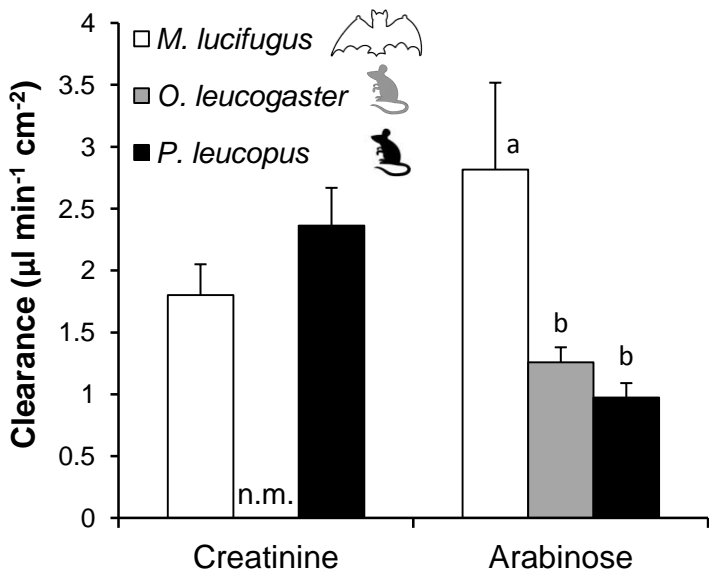 Clearance (µl min⁻¹ cm⁻²)
4
3.5
3
2.5
2
1.5
1
0.5
0
M. lucifugus
O. leucogaster
P. leucopus
a
b
b
n.m.
Creatinine
Arabinose